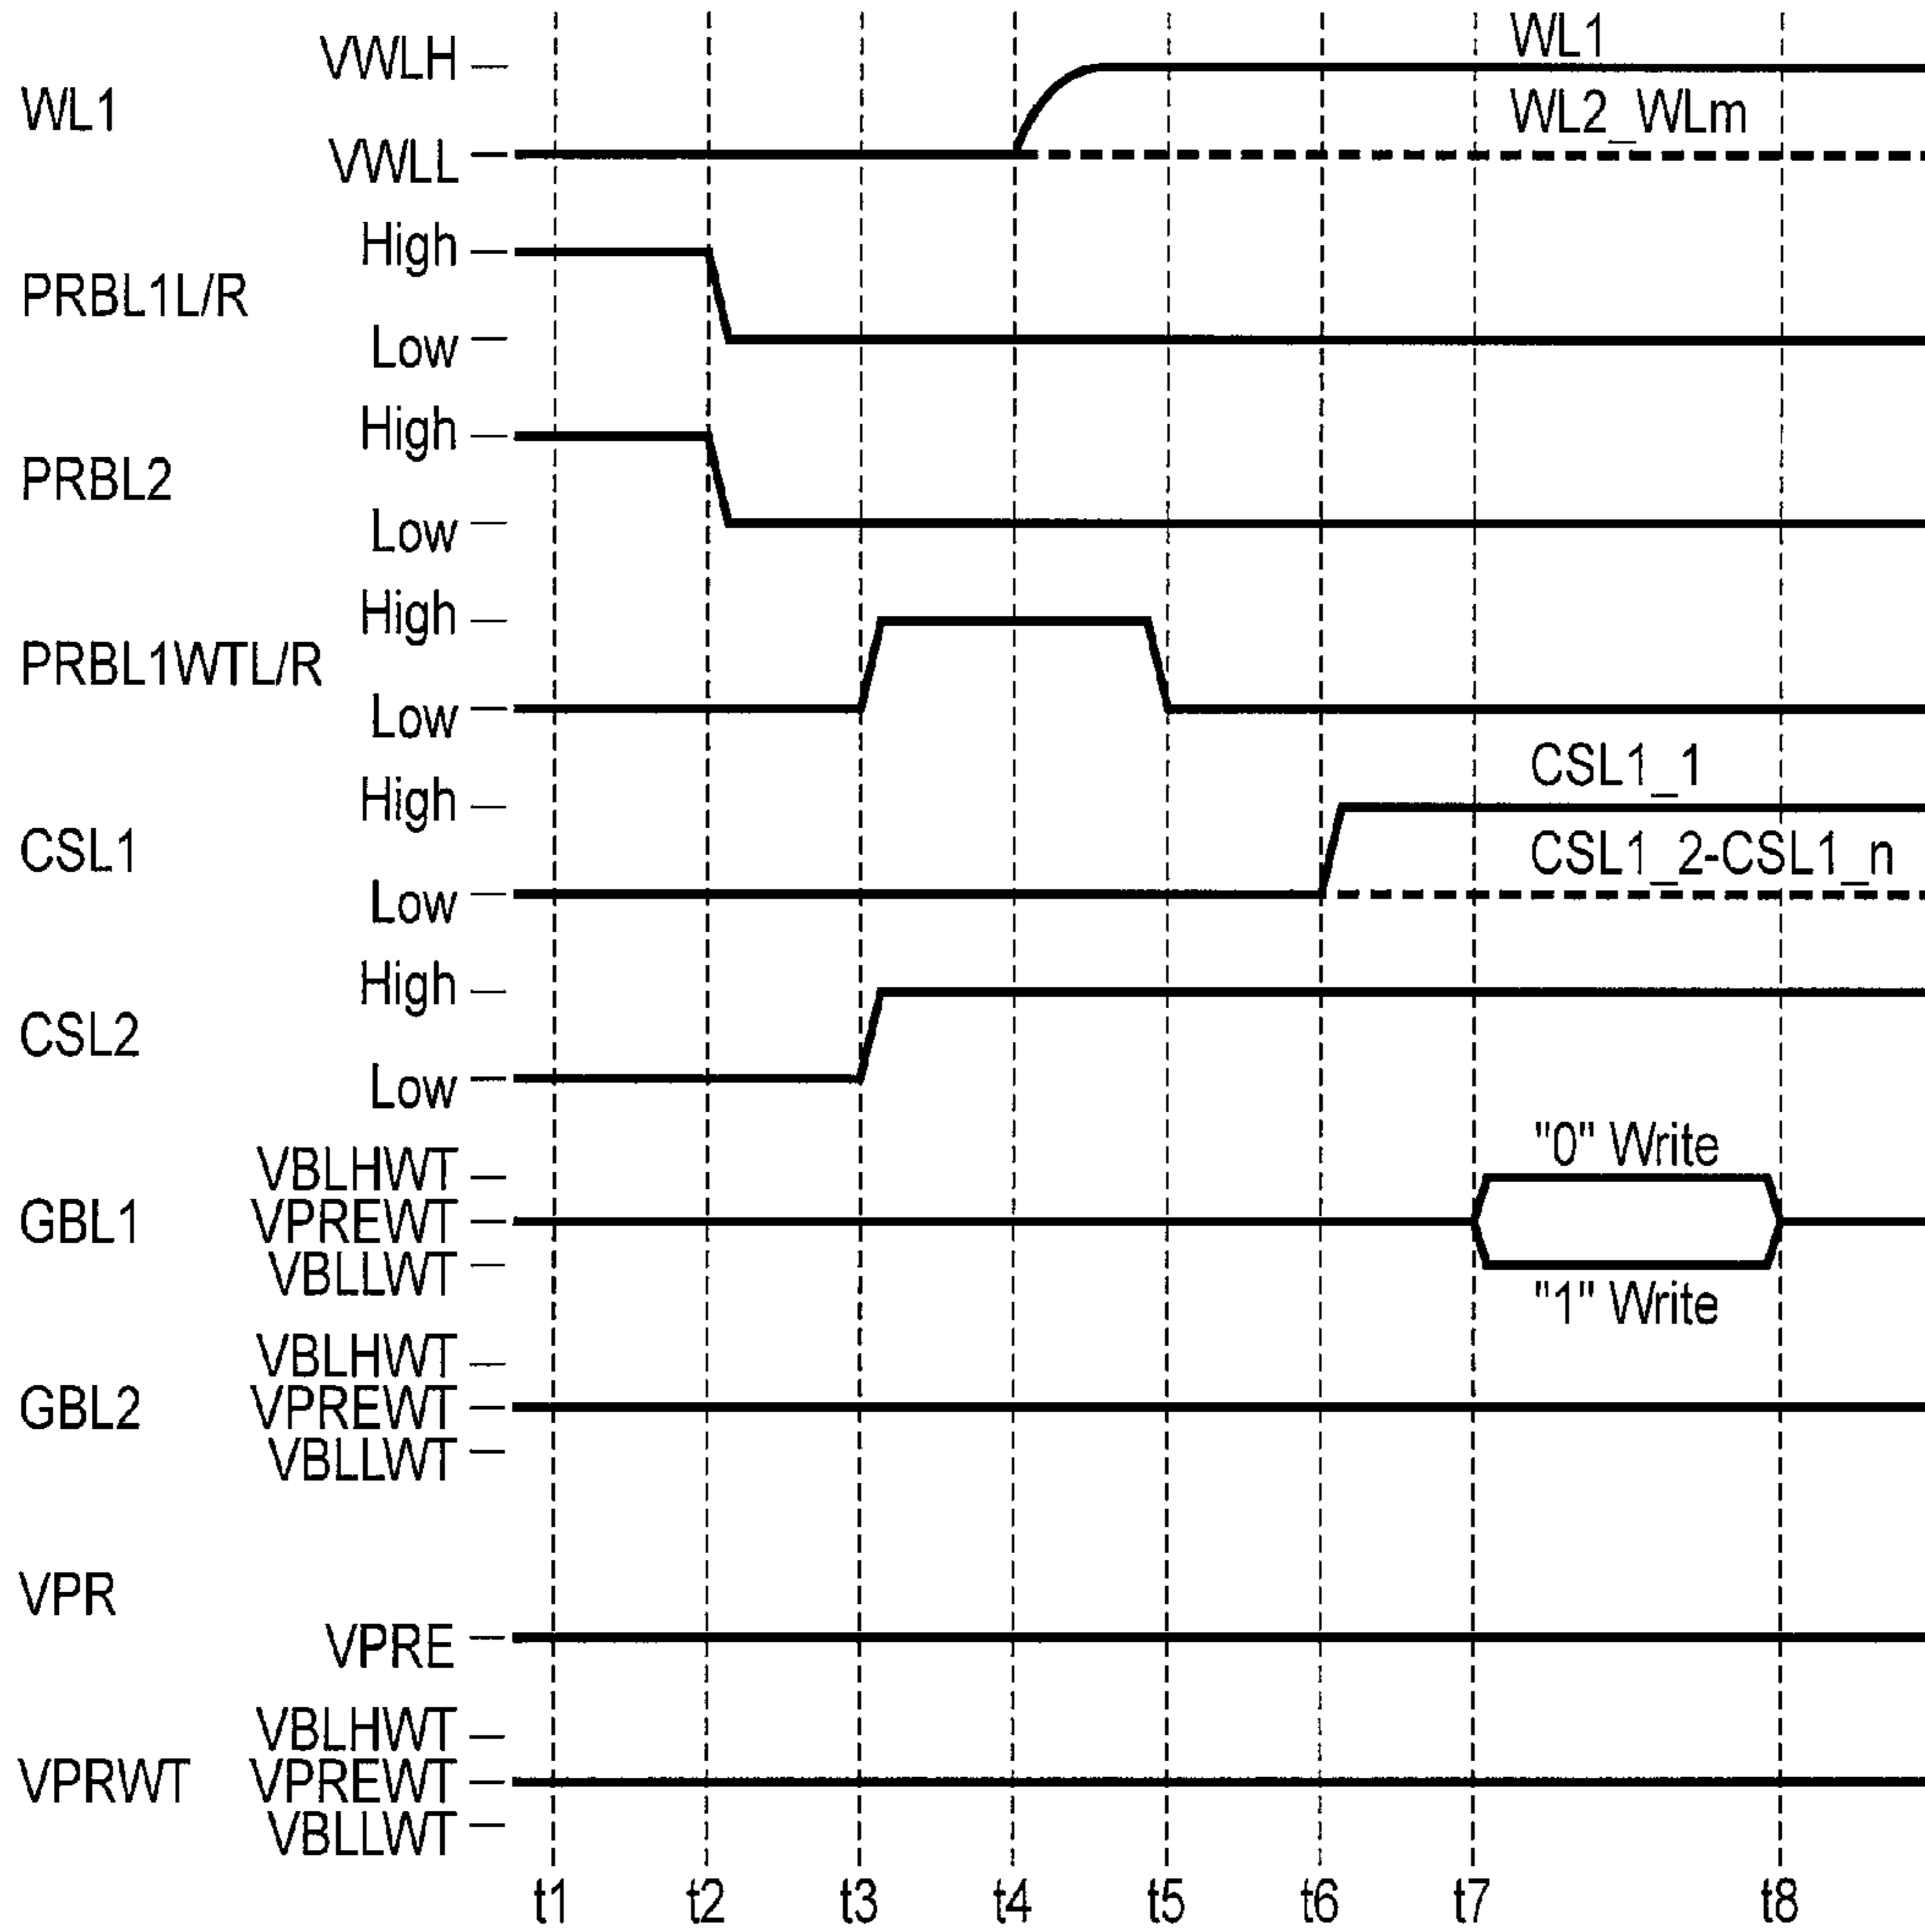 VWLH
WL1
WL1
WL2_WLm
VWLL
High
PRBL1L/R
Low
High
PRBL2
Low
High
PRBL1WTL/R
Low
CSL1_1
High
CSL1
CSL1_2-CSL1_n
Low
High
CSL2
Low
"0" Write
VBLHWT
GBL1 VPREWT
VBLLWT
"1" Write
VBLHWT
GBL2 VPREWT
VBLLWT
VPR
VPRE
VBLHWT
VPRWT VPREWT
VBLLWT
t1 t2 t3 t4 t5 t6 t7 t8